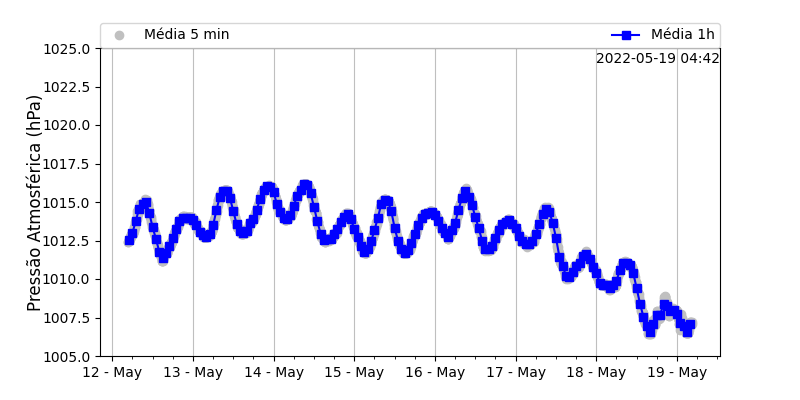 Média 5 min
Média 1h
2022-05-19 04:42
Pressão Atmosférica (hPa)
1025.0
1022.5
1020.0
1017.5
1015.0
1012.5
1010.0
1007.5
1005.0
12 - May
13 - May
14 - May
15 - May
16 - May
17 - May
18 - May
19 - May